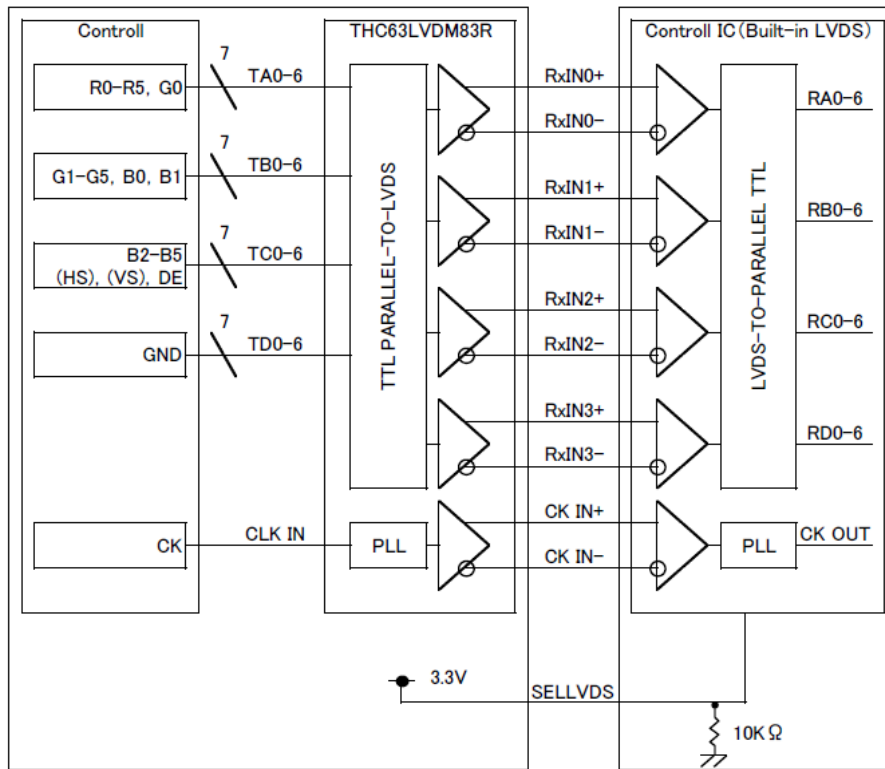 Controll
THC63LVDM83R
Controll IC(Built-in LVDS)
R0-R5, G0
7
TA0-6
RxIN0+
RxIN0-
RA0-6
G1-G5, B0, B1
7
TB0-6
RxIN1+
RxIN1-
RB0-6
B2-B5
(HS), (VS), DE
7
TC0-6
RxIN2+
RxIN2-
RC0-6
GND
7
TD0-6
RxIN3+
RxIN3-
RD0-6
TTL PARALLEL-TO-LVDS
LVDS-TO-PARALLEL TTL
CK
CLK IN
PLL
CK IN+
CK IN-
PLL
CK OUT
3.3V
SELLVDS
10KΩ